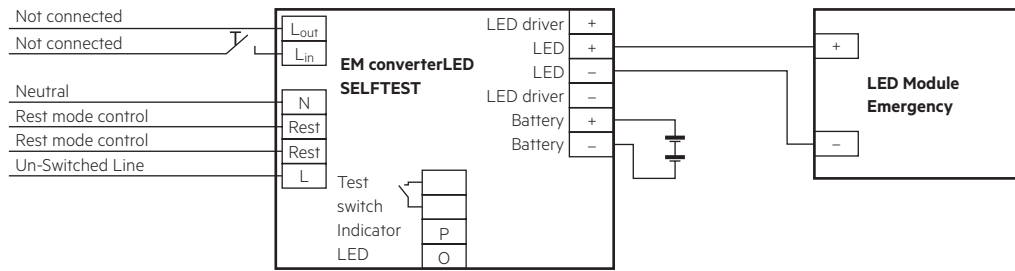 Not connected
Not connected
Neutral
Rest mode control
Rest mode control
Un-Switched Line
Lout
Lin
N
Rest
Rest
L
EM converterLED
SELFTEST
Test
switch
Indicator P
LED O
LED driver +
LED +
LED –
LED driver –
Battery +
Battery –
+
–
LED Module
Emergency